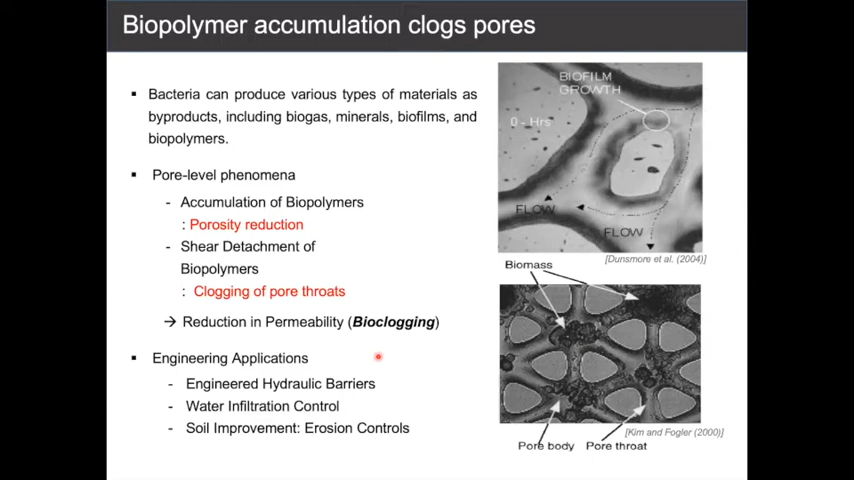 Biopolymer accumulation clogs pores
▪ Bacteria can produce various types of materials as
byproducts, including biogas, minerals, biofilms, and
biopolymers.
▪ Pore-level phenomena
- Accumulation of Biopolymers
: Porosity reduction
- Shear Detachment of
Biopolymers
: Clogging of pore throats
→ Reduction in Permeability (Bioclogging)
▪ Engineering Applications
- Engineered Hydraulic Barriers
- Water Infiltration Control
- Soil Improvement: Erosion Controls
BIOFILM
GROWTH
0 - Hrs
FLOW
FLOW
[Dunsmore et al. (2004)]
Biomass
[Kim and Fogler (2000)]
Pore body Pore throat